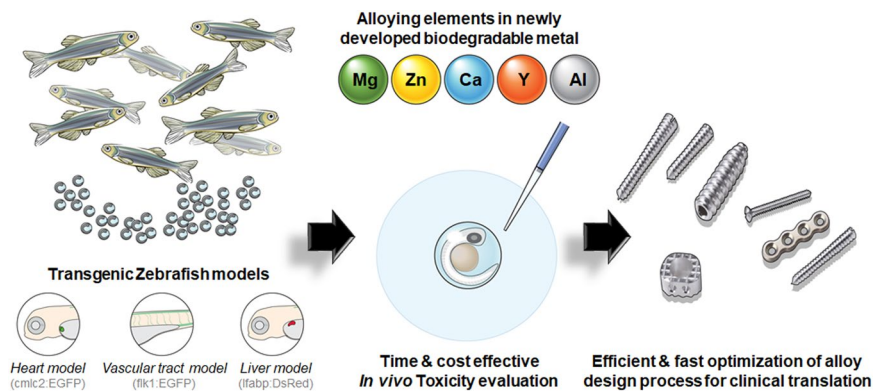 Alloying elements in newly
developed biodegradable metal
Mg Zn Ca Y Al
Transgenic Zebrafish models
Heart model
(cmlc2:EGFP)
Vascular tract model
(flk1:EGFP)
Liver model
(lfabp:DsRed)
Time & cost effective
In vivo Toxicity evaluation
Efficient & fast optimization of alloy
design process for clinical translation